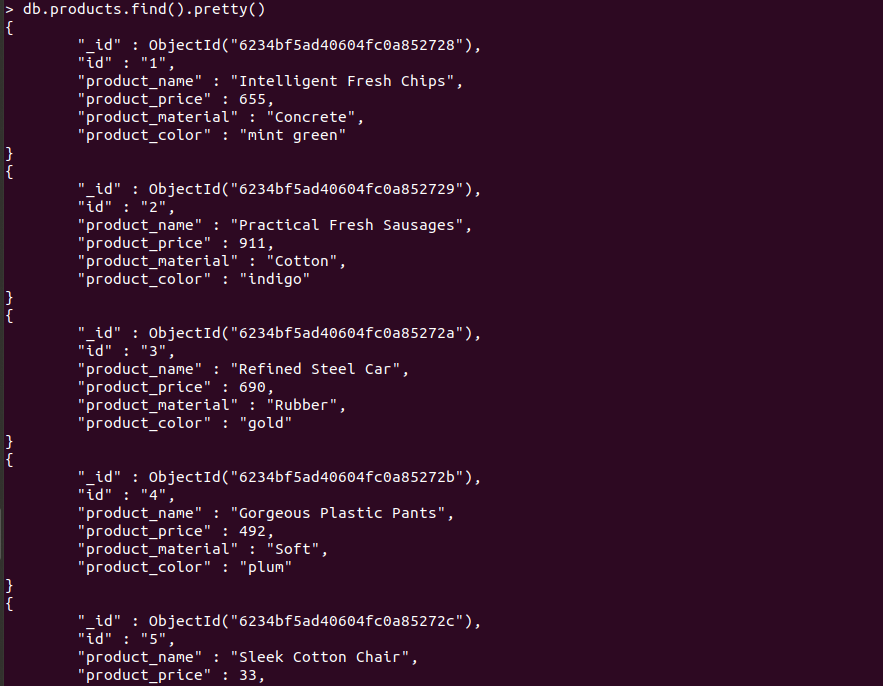 > db.products.find().pretty()
{
        "_id" : ObjectId("6234bf5ad40604fc0a852728"),
        "id" : "1",
        "product_name" : "Intelligent Fresh Chips",
        "product_price" : 655,
        "product_material" : "Concrete",
        "product_color" : "mint green"
}
{
        "_id" : ObjectId("6234bf5ad40604fc0a852729"),
        "id" : "2",
        "product_name" : "Practical Fresh Sausages",
        "product_price" : 911,
        "product_material" : "Cotton",
        "product_color" : "indigo"
}
{
        "_id" : ObjectId("6234bf5ad40604fc0a85272a"),
        "id" : "3",
        "product_name" : "Refined Steel Car",
        "product_price" : 690,
        "product_material" : "Rubber",
        "product_color" : "gold"
}
{
        "_id" : ObjectId("6234bf5ad40604fc0a85272b"),
        "id" : "4",
        "product_name" : "Gorgeous Plastic Pants",
        "product_price" : 492,
        "product_material" : "Soft",
        "product_color" : "plum"
}
{
        "_id" : ObjectId("6234bf5ad40604fc0a85272c"),
        "id" : "5",
        "product_name" : "Sleek Cotton Chair",
        "product_price" : 33,